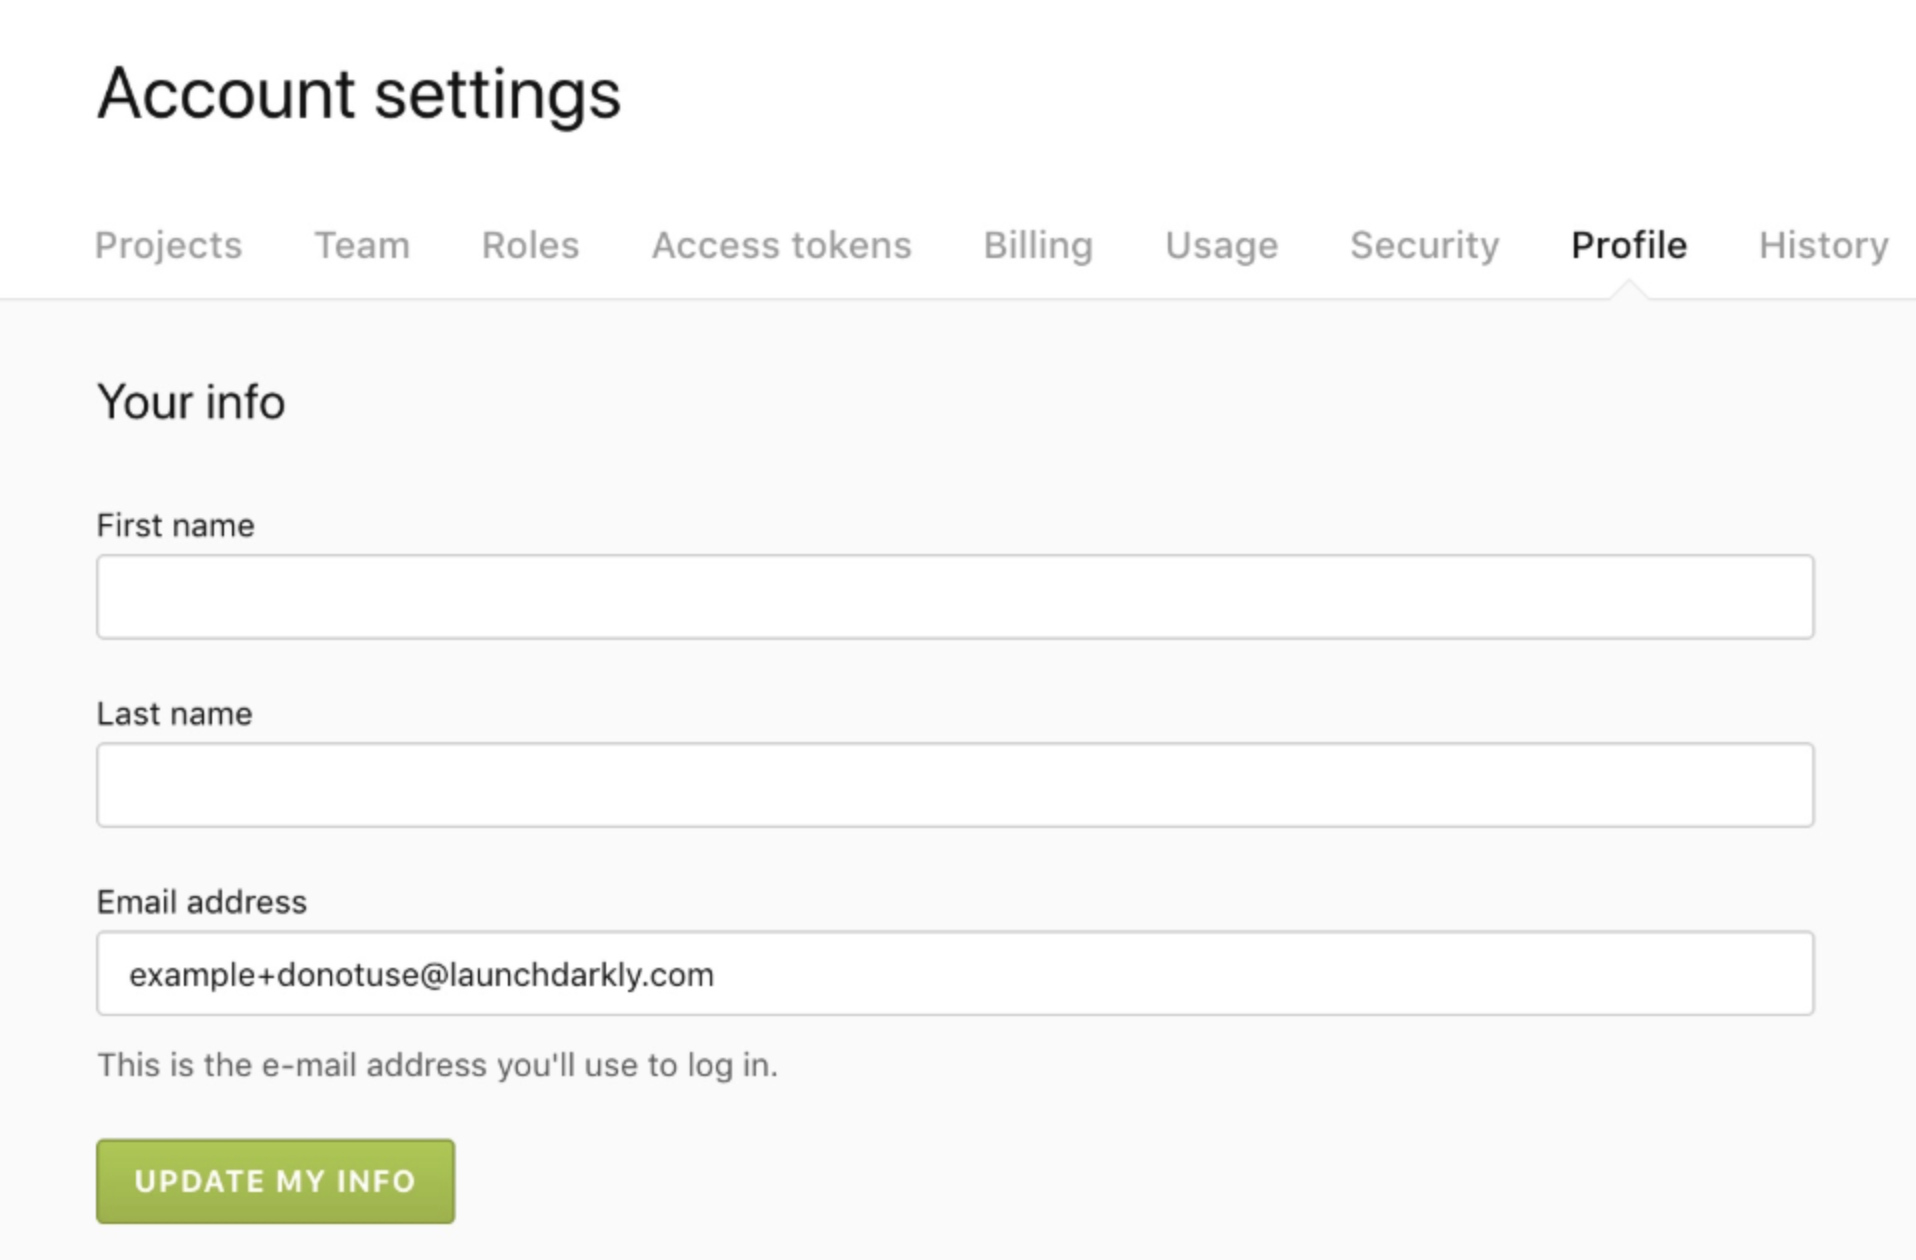 Account settings
Projects Team Roles Access tokens Billing Usage Security Profile History
Your info
First name
Last name
Email address
example+donotuse@launchdarkly.com
This is the e-mail address you'll use to log in.
UPDATE MY INFO